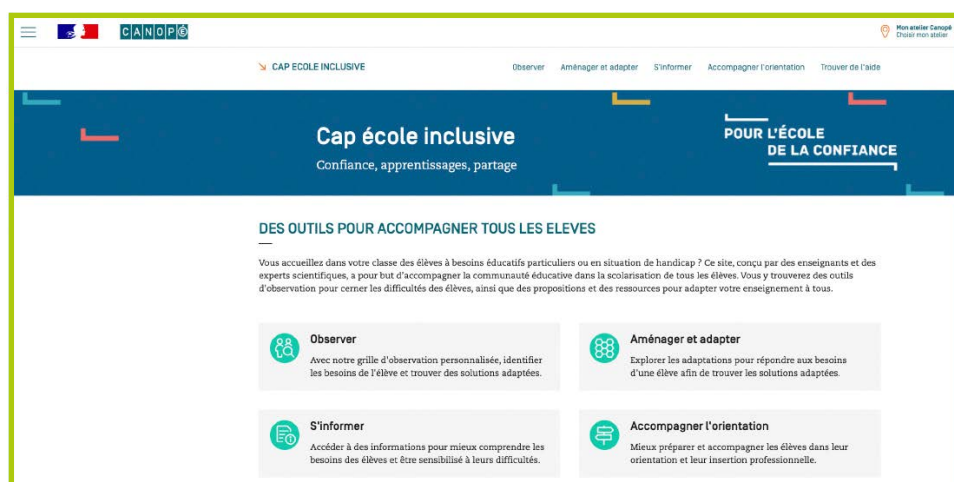 CANOPÉ
Mon atelier Canopé
Choisir mon atelier
CAP ECOLE INCLUSIVE
Observer
Aménager et adapter
S'informer
Accompagner l'orientation
Trouver de l'aide
Cap école inclusive
Confiance, apprentissages, partage
POUR L'ÉCOLE
DE LA CONFIANCE
DES OUTILS POUR ACCOMPAGNER TOUS LES ELEVES
Vous accueillez dans votre classe des élèves à besoins éducatifs particuliers ou en situation de handicap ? Ce site, conçu par des enseignants et des
experts scientifiques, a pour but d'accompagner la communauté éducative dans la scolarisation de tous les élèves. Vous y trouverez des outils
d'observation pour cerner les difficultés des élèves, ainsi que des propositions et des ressources pour adapter votre enseignement à tous.
Observer
Avec notre grille d'observation personnalisée, identifier
les besoins de l'élève et trouver des solutions adaptées.
Aménager et adapter
Explorer les adaptations pour répondre aux besoins
d'une élève afin de trouver les solutions adaptées.
S'informer
Accéder à des informations pour mieux comprendre les
besoins des élèves et être sensibilisé à leurs difficultés.
Accompagner l'orientation
Mieux préparer et accompagner les élèves dans leur
orientation et leur insertion professionnelle.